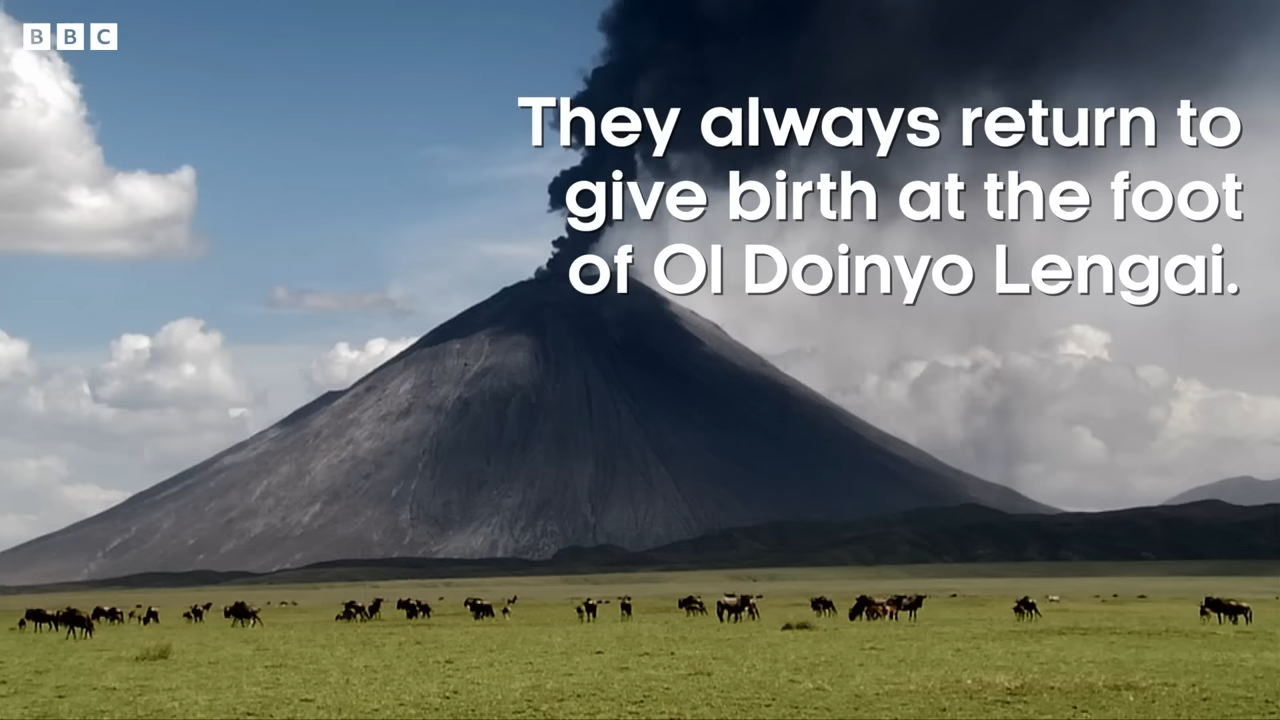 BBC
They always return to
give birth at the foot
of Ol Doinyo Lengai.